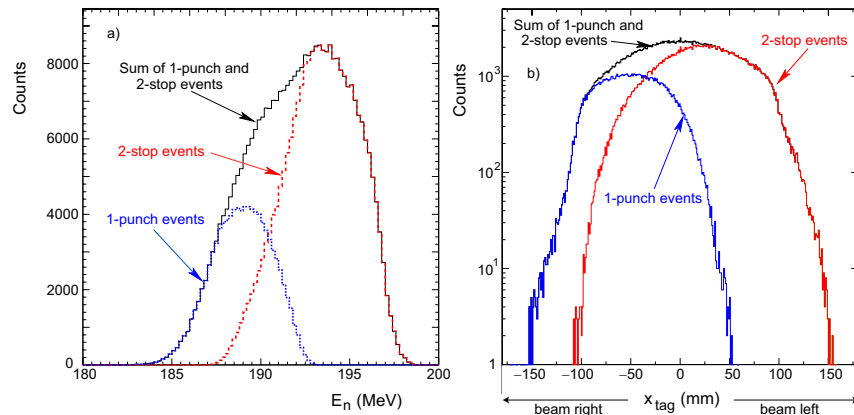 a)
Sum of 1-punch and
2-stop events
2-stop events
1-punch events
Counts
8000
6000
4000
2000
0
180 185 190 195 200
E_n (MeV)
b)
Sum of 1-punch and
2-stop events
2-stop events
1-punch events
Counts
10^3
10^2
10^1
1
−150 −100 −50 0 50 100 150
x_tag (mm)
beam right beam left